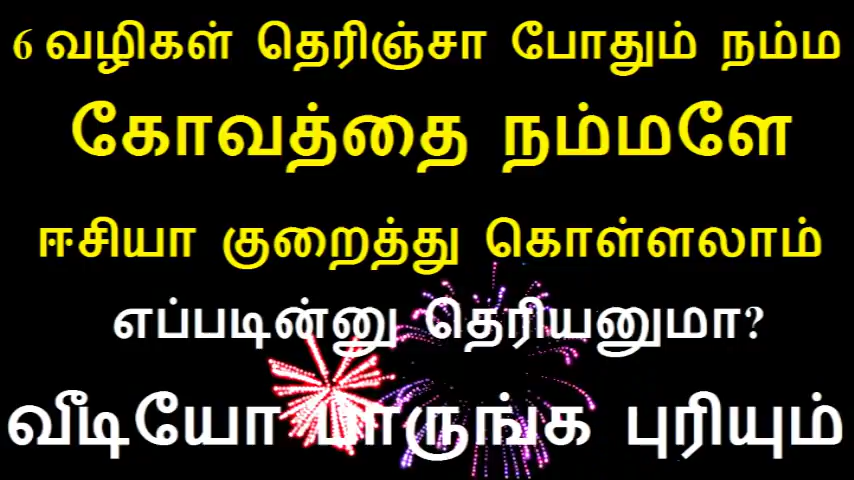 6 வழிகள் தெரிஞ்சா போதும் நம்ம
கோவத்தை நம்மளே
ஈசியா குறைத்து கொள்ளலாம்
எப்படின்னு தெரியனுமா?
வீடியோ பாருங்க புரியும்